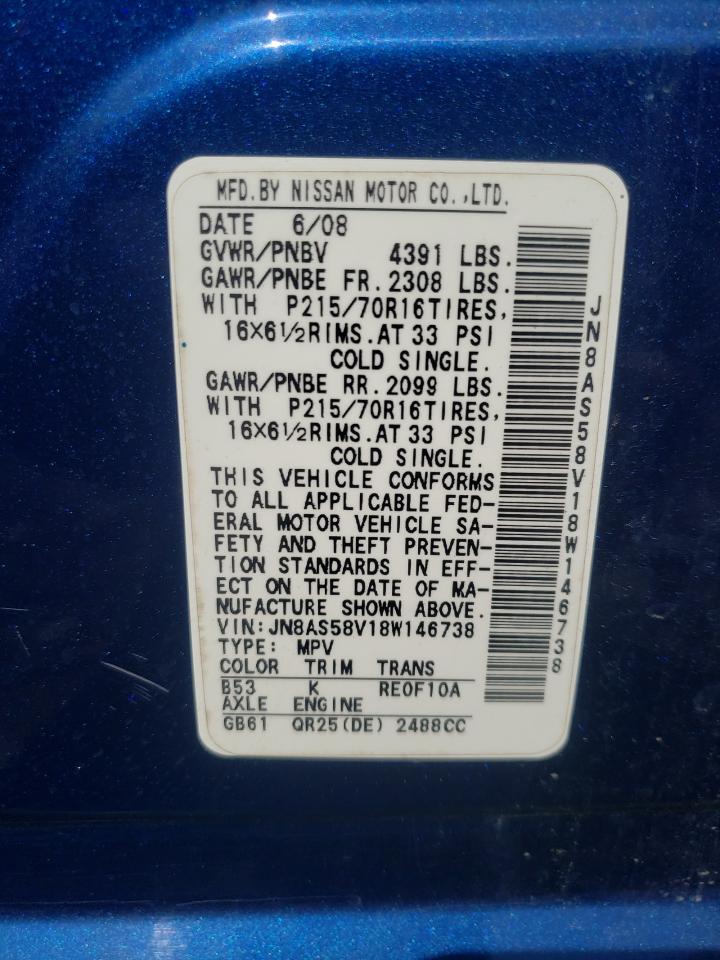 MFD.BY NISSAN MOTOR CO.,LTD.
DATE 6/08
GVWR/PNBV 4391 LBS.
GAWR/PNBE FR.2308 LBS.
WITH P215/70R16TIRES,
16X6½RIMS.AT 33 PSI
COLD SINGLE.
GAWR/PNBE RR.2099 LBS.
WITH P215/70R16TIRES,
16X6½RIMS.AT 33 PSI
COLD SINGLE.
THIS VEHICLE CONFORMS
TO ALL APPLICABLE FED-
ERAL MOTOR VEHICLE SA-
FETY AND THEFT PREVEN-
TION STANDARDS IN EFF-
ECT ON THE DATE OF MA-
NUFACTURE SHOWN ABOVE.
VIN:JN8AS58V18W146738
TYPE: MPV
COLOR TRIM TRANS
B53 K RE0F10A
AXLE ENGINE
GB61 QR25(DE) 2488CC
JN8AS58V18W146738